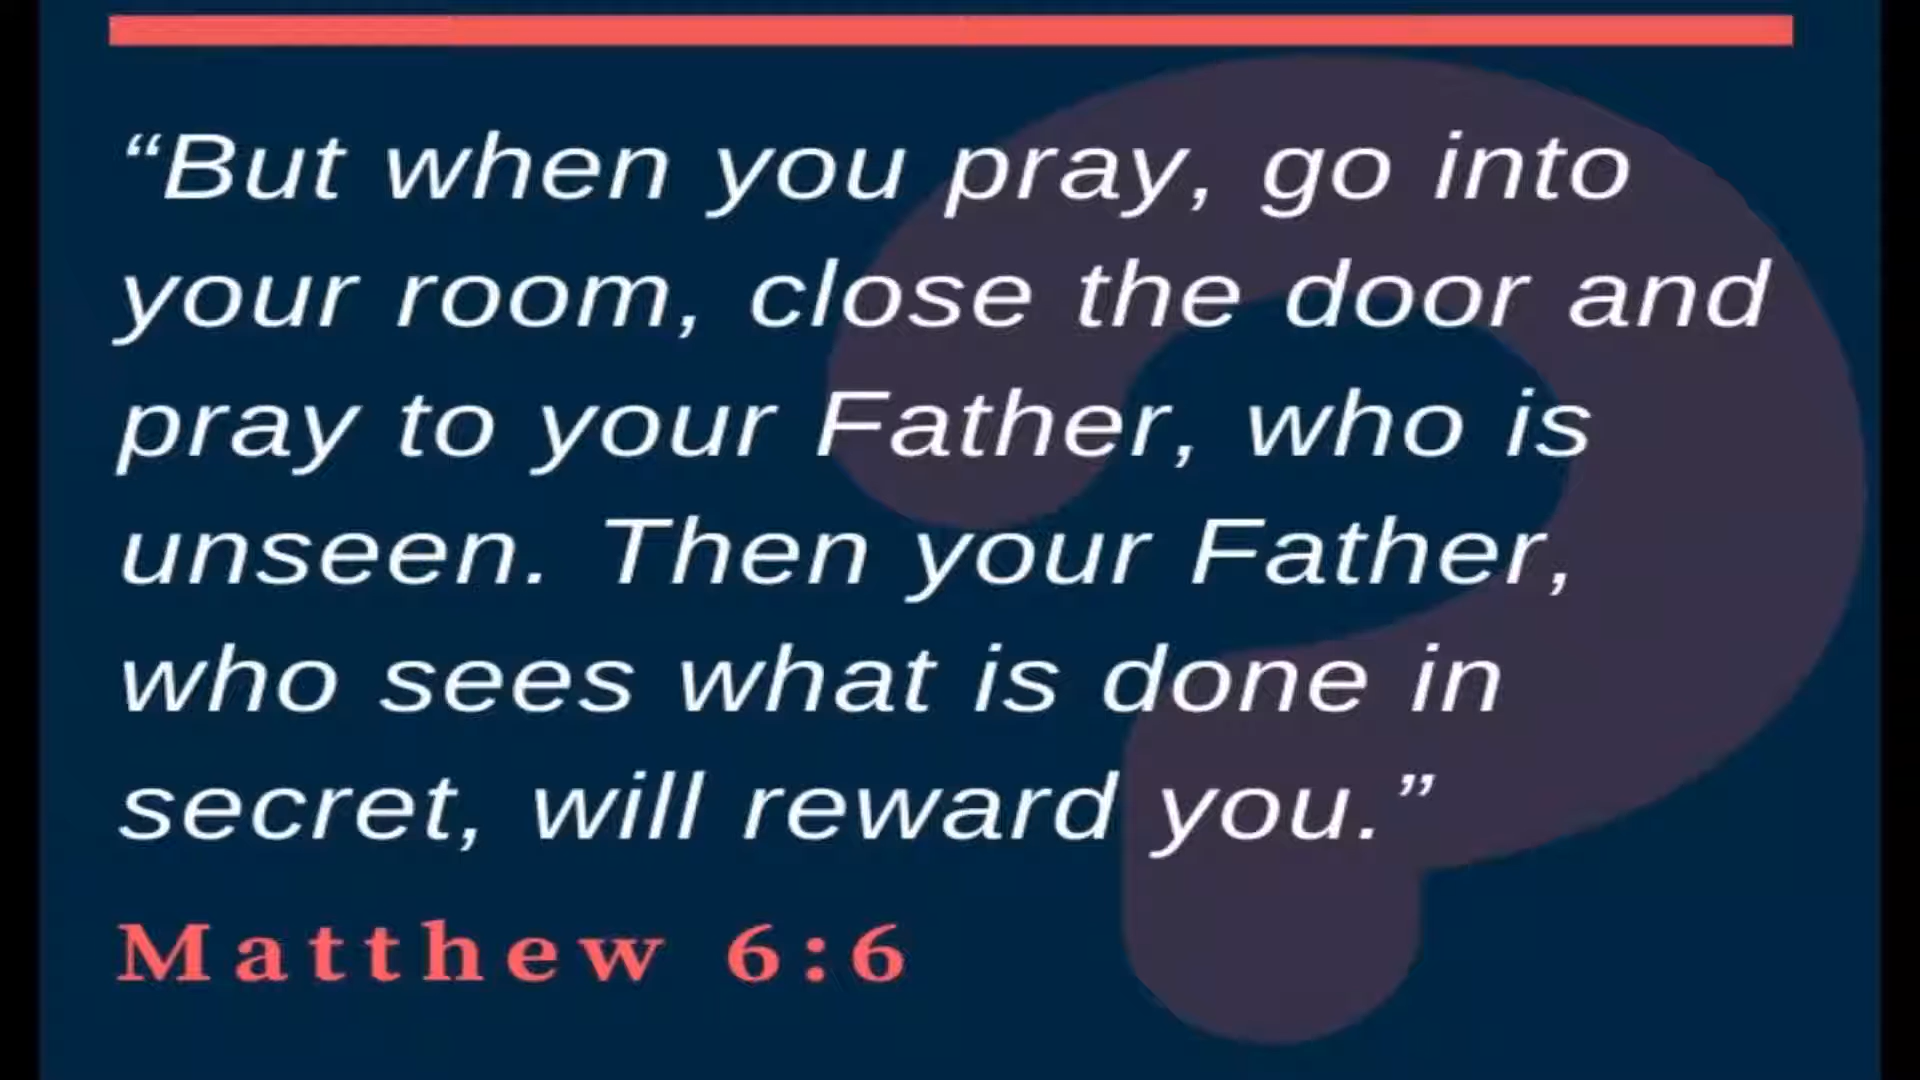 “But when you pray, go into
your room, close the door and
pray to your Father, who is
unseen. Then your Father,
who sees what is done in
secret, will reward you.”
Matthew 6:6